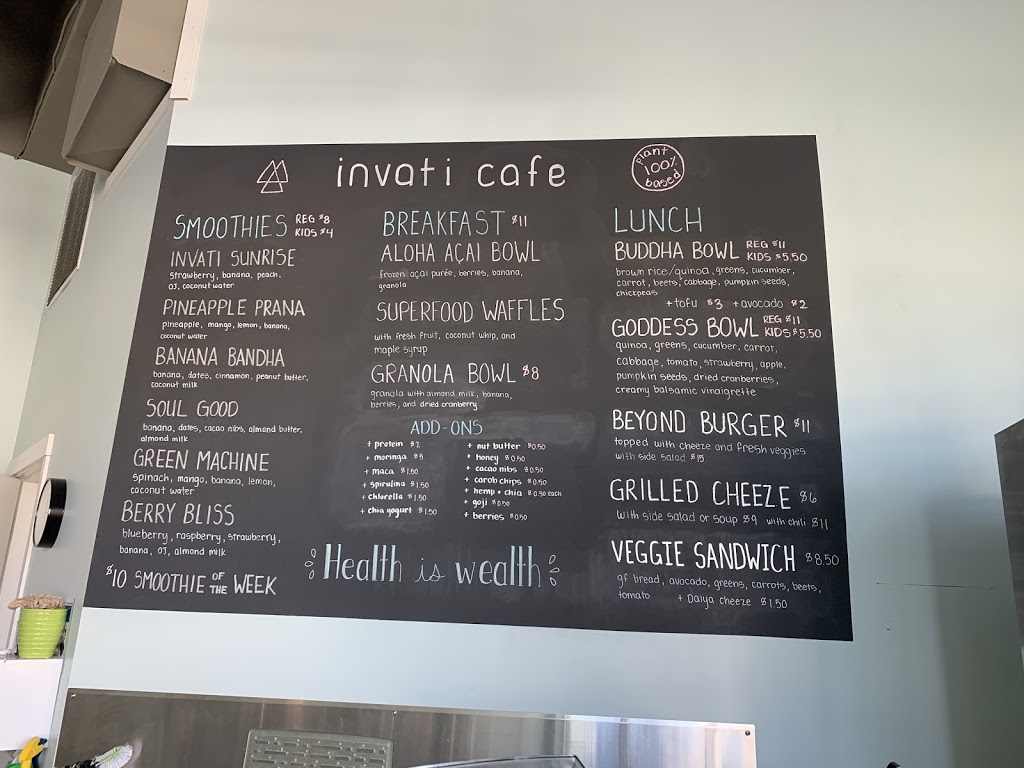 invati cafe
plant
100%
based
SMOOTHIES REG $8
KIDS $4
INVATI SUNRISE
strawberry, banana, peach,
OJ, coconut water
PINEAPPLE PRANA
pineapple, mango, lemon, banana,
coconut water
BANANA BANDHA
banana, dates, cinnamon, peanut butter,
coconut milk
SOUL GOOD
banana, dates, cacao nibs, almond butter,
almond milk
GREEN MACHINE
spinach, mango, banana, lemon,
coconut water
BERRY BLISS
blueberry, raspberry, strawberry,
banana, OJ, almond milk
$10 SMOOTHIE OF THE WEEK
BREAKFAST $11
ALOHA AÇAI BOWL
frozen açai purée, berries, banana,
granola
SUPERFOOD WAFFLES
with fresh fruit, coconut whip, and
maple syrup
GRANOLA BOWL $8
granola with almond milk, banana,
berries, and dried cranberry
ADD-ONS
+ protein $2
+ moringa $.5
+ maca $1.50
+ spirulina $1.50
+ chlorella $1.50
+ chia yogurt $1.50
+ nut butter $0.50
+ honey $0.50
+ cacao nibs $0.50
+ carob chips $0.50
+ hemp + chia $0.50 each
+ goji $0.50
+ berries $0.50
Health is wealth
LUNCH
BUDDHA BOWL REG $11
KIDS $5.50
brown rice/quinoa, greens, cucumber,
carrot, beets, cabbage, pumpkin seeds,
chickpeas
+ tofu $3 + avocado $2
GODDESS BOWL REG $11
KIDS $5.50
quinoa, greens, cucumber, carrot,
cabbage, tomato, strawberry, apple,
pumpkin seeds, dried cranberries,
creamy balsamic vinaigrette
BEYOND BURGER $11
topped with cheeze and fresh veggies
with side salad $15
GRILLED CHEEZE $6
with side salad or soup $9 with chili $11
VEGGIE SANDWICH $8.50
gf bread, avocado, greens, carrots, beets,
tomato + Daiya cheeze $1.50